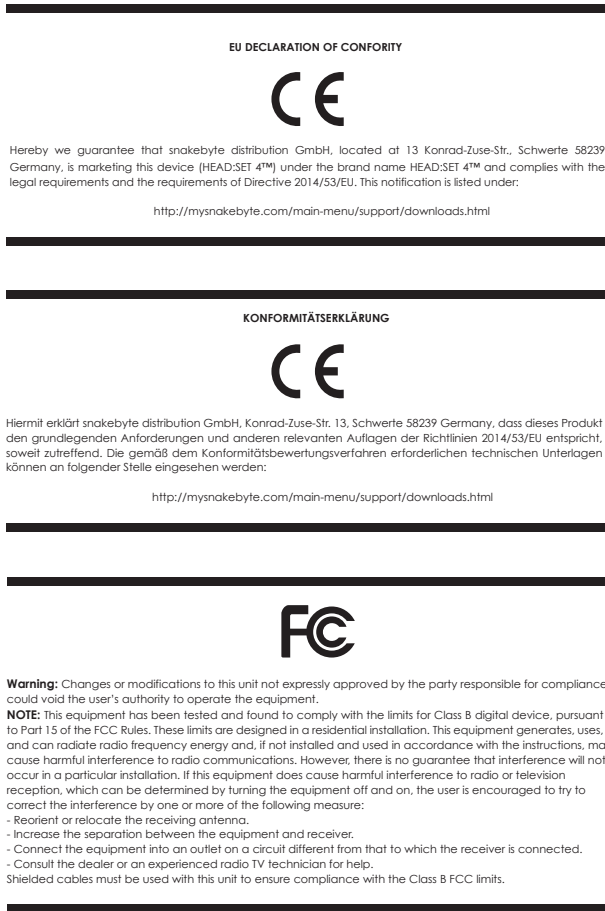 EU DECLARATION OF CONFORITY
CE
Hereby we guarantee that snakebyte distribution GmbH, located at 13 Konrad-Zuse-Str., Schwerte 58239
Germany, is marketing this device (HEAD:SET 4™) under the brand name HEAD:SET 4™ and complies with the
legal requirements and the requirements of Directive 2014/53/EU. This notification is listed under:
http://mysnakebyte.com/main-menu/support/downloads.html
KONFORMITÄTSERKLÄRUNG
CE
Hiermit erklärt snakebyte distribution GmbH, Konrad-Zuse-Str. 13, Schwerte 58239 Germany, dass dieses Produkt
den grundlegenden Anforderungen und anderen relevanten Auflagen der Richtlinien 2014/53/EU entspricht,
soweit zutreffend. Die gemäß dem Konformitätsbewertungsverfahren erforderlichen technischen Unterlagen
können an folgender Stelle eingesehen werden:
http://mysnakebyte.com/main-menu/support/downloads.html
FC
Warning: Changes or modifications to this unit not expressly approved by the party responsible for compliance
could void the user’s authority to operate the equipment.
NOTE: This equipment has been tested and found to comply with the limits for Class B digital device, pursuant
to Part 15 of the FCC Rules. These limits are designed in a residential installation. This equipment generates, uses,
and can radiate radio frequency energy and, if not installed and used in accordance with the instructions, ma
cause harmful interference to radio communications. However, there is no guarantee that interference will not
occur in a particular installation. If this equipment does cause harmful interference to radio or television
reception, which can be determined by turning the equipment off and on, the user is encouraged to try to
correct the interference by one or more of the following measure:
- Reorient or relocate the receiving antenna.
- Increase the separation between the equipment and receiver.
- Connect the equipment into an outlet on a circuit different from that to which the receiver is connected.
- Consult the dealer or an experienced radio TV technician for help.
Shielded cables must be used with this unit to ensure compliance with the Class B FCC limits.